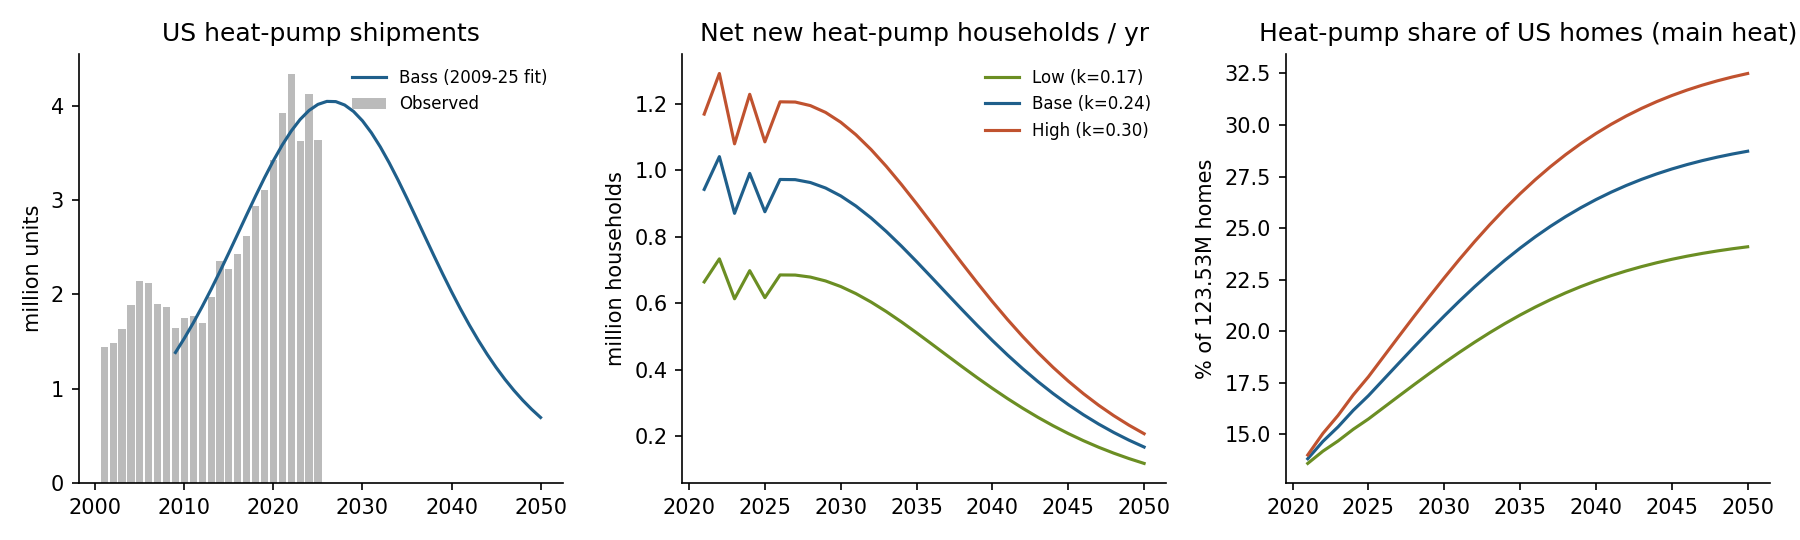 US heat-pump shipments
Bass (2009-25 fit)
Observed
million units
4
3
2
1
0
2000 2010 2020 2030 2040 2050
Net new heat-pump households / yr
Low (k=0.17)
Base (k=0.24)
High (k=0.30)
million households
1.2
1.0
0.8
0.6
0.4
0.2
2020 2025 2030 2035 2040 2045 2050
Heat-pump share of US homes (main heat)
% of 123.53M homes
32.5
30.0
27.5
25.0
22.5
20.0
17.5
15.0
2020 2025 2030 2035 2040 2045 2050